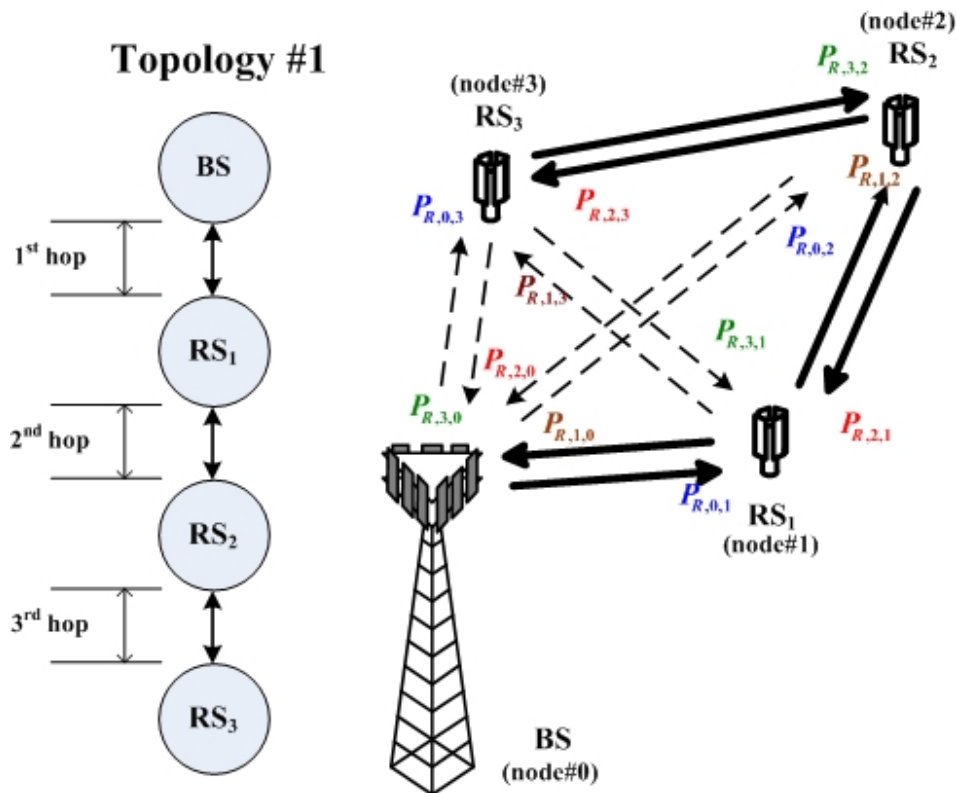 Topology #1
BS
1st hop
RS1
2nd hop
RS2
3rd hop
RS3
(node#2)
RS2
PR,3,2
(node#3)
RS3
PR,1,2
PR,0,3
PR,2,3
PR,0,2
PR,1,3
PR,3,1
PR,2,0
PR,3,0
PR,1,0
PR,2,1
PR,0,1
RS1
(node#1)
BS
(node#0)